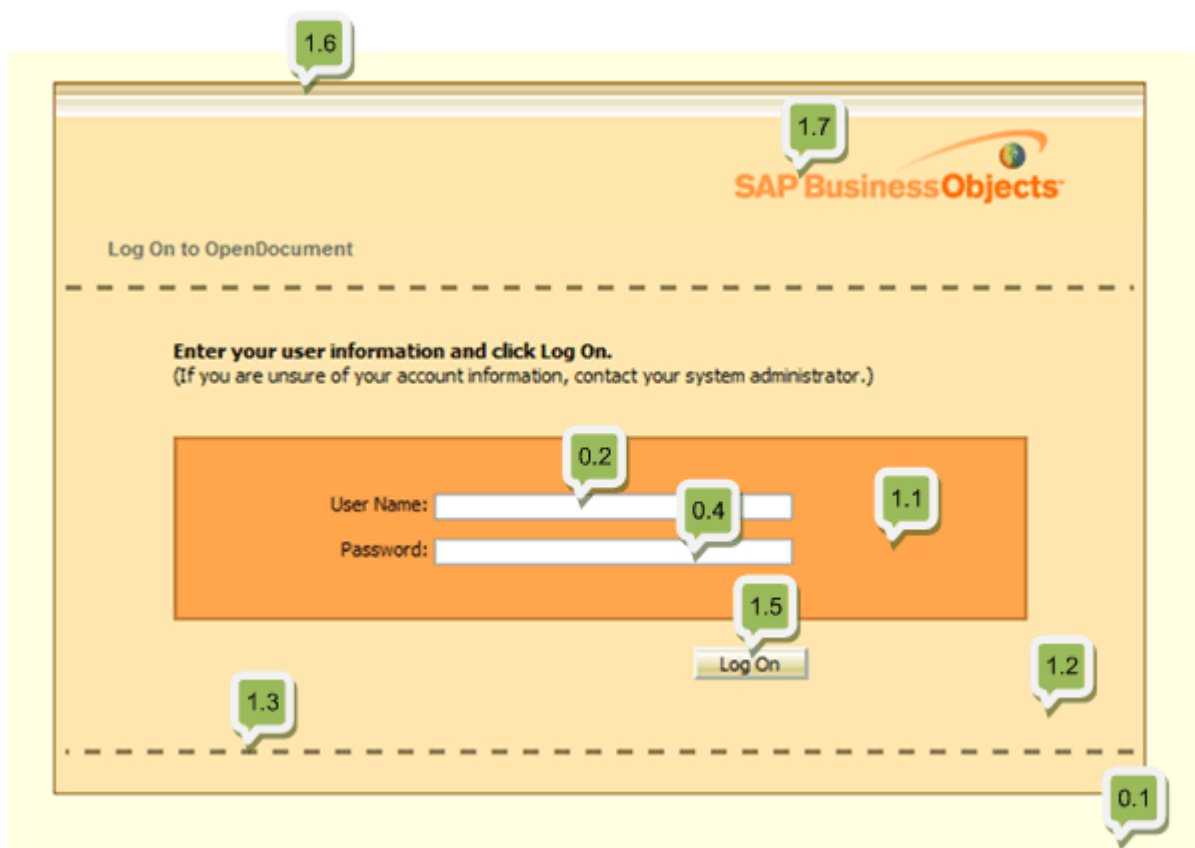 1.6
1.7
SAP BusinessObjects™
Log On to OpenDocument
Enter your user information and click Log On.
(If you are unsure of your account information, contact your system administrator.)
0.2
User Name:
0.4
1.1
Password:
1.5
Log On
1.2
1.3
0.1